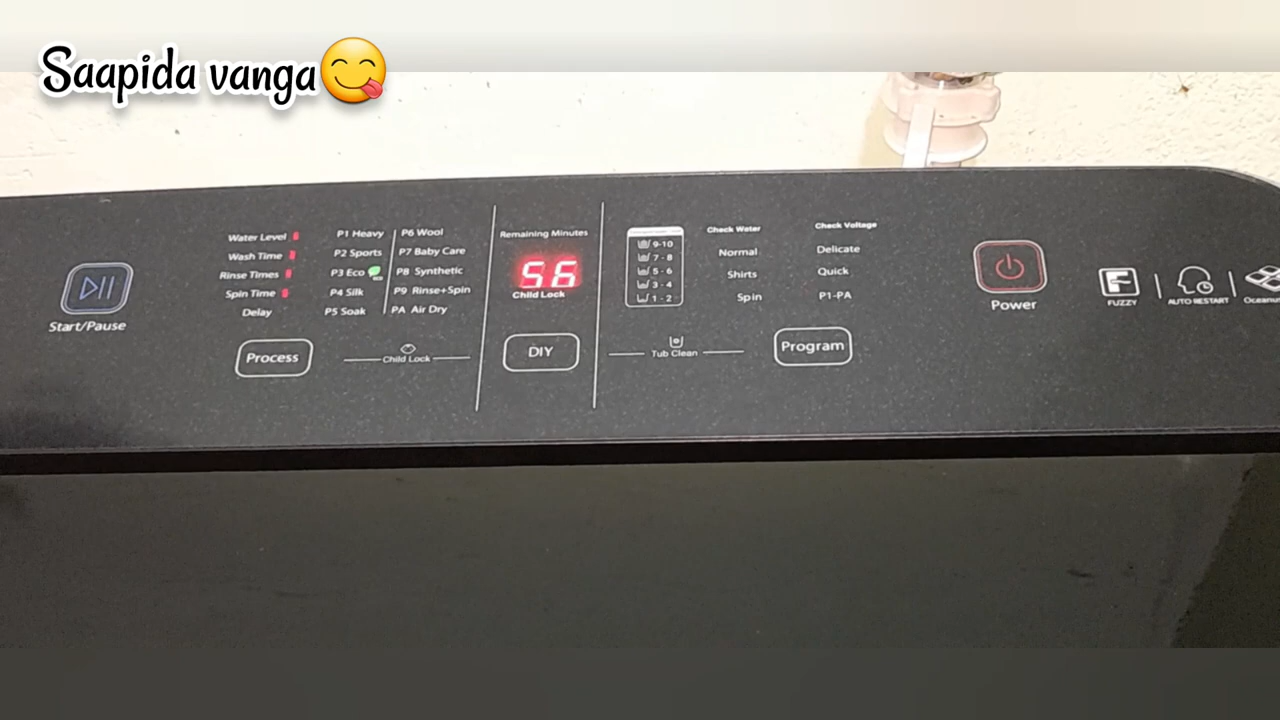 Saapida vanga😋
Start/Pause
Water Level
Wash Time
Rinse Times
Spin Time
Delay
Process
P1 Heavy
P2 Sports
P3 Eco
P4 Silk
P5 Soak
P6 Wool
P7 Baby Care
P8 Synthetic
P9 Rinse+Spin
PA Air Dry
Child Lock
Remaining Minutes
56
Child Lock
DIY
9-10
7 - 8
5 - 6
3 - 4
1 - 2
Check Water
Normal
Shirts
Spin
Tub Clean
Check Voltage
Delicate
Quick
P1-PA
Program
Power
FUZZY
AUTO RESTART